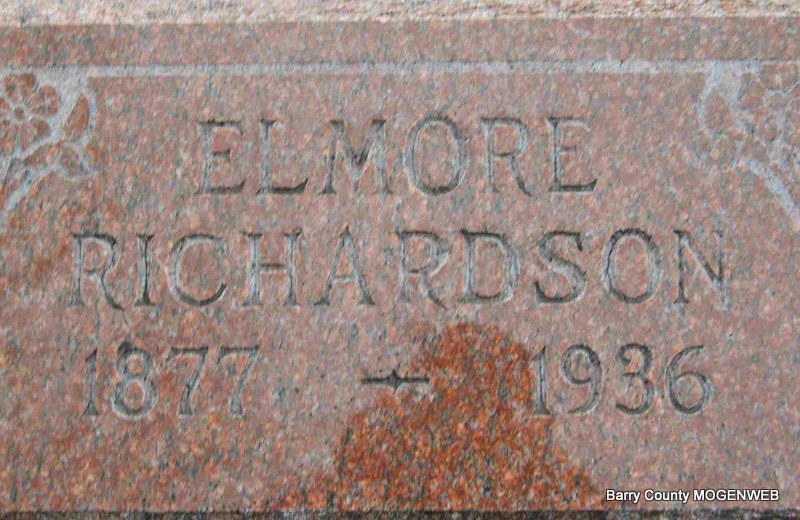 ELMORE
RICHARDSON
1877 - 1936
Barry County MOGENWEB